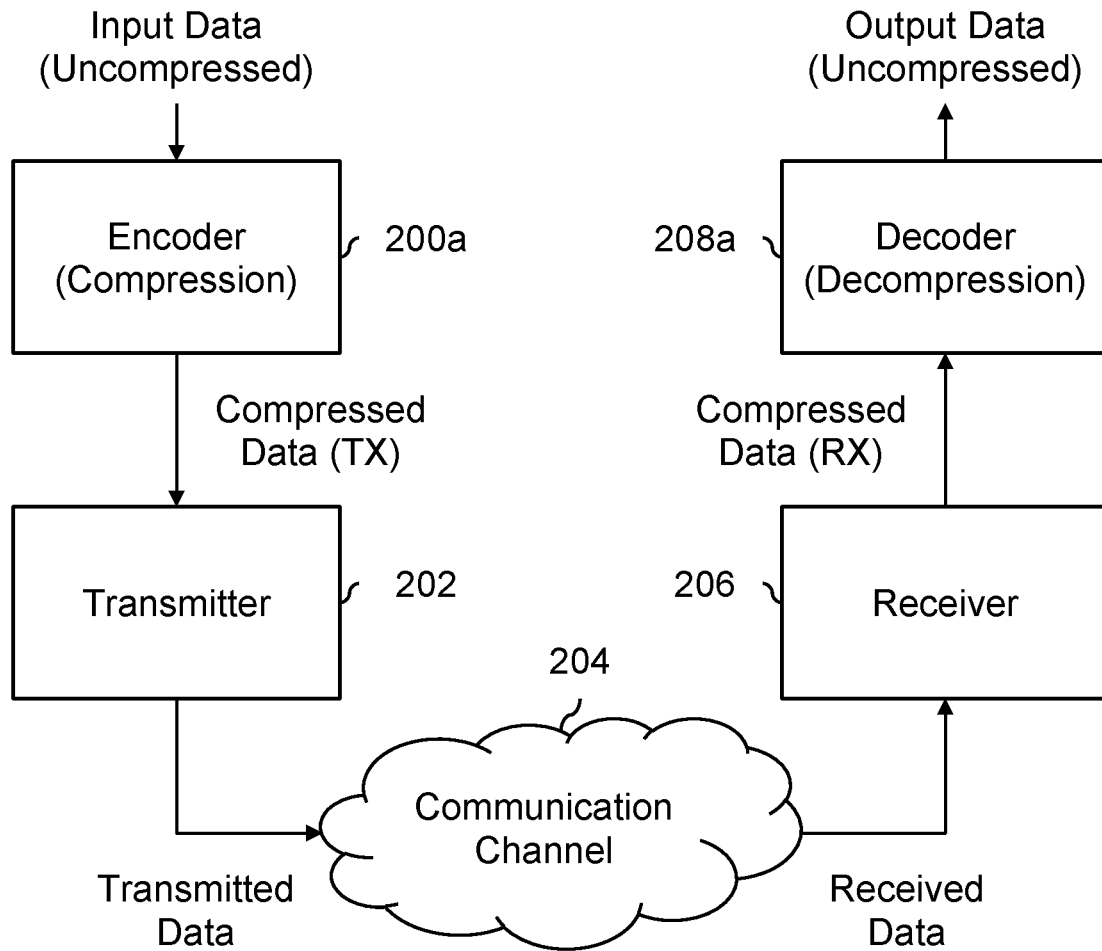 Input Data
(Uncompressed)
Output Data
(Uncompressed)
Encoder
(Compression)
200a
208a
Decoder
(Decompression)
Compressed
Data (TX)
Compressed
Data (RX)
Transmitter
202
206
Receiver
204
Communication
Channel
Transmitted
Data
Received
Data